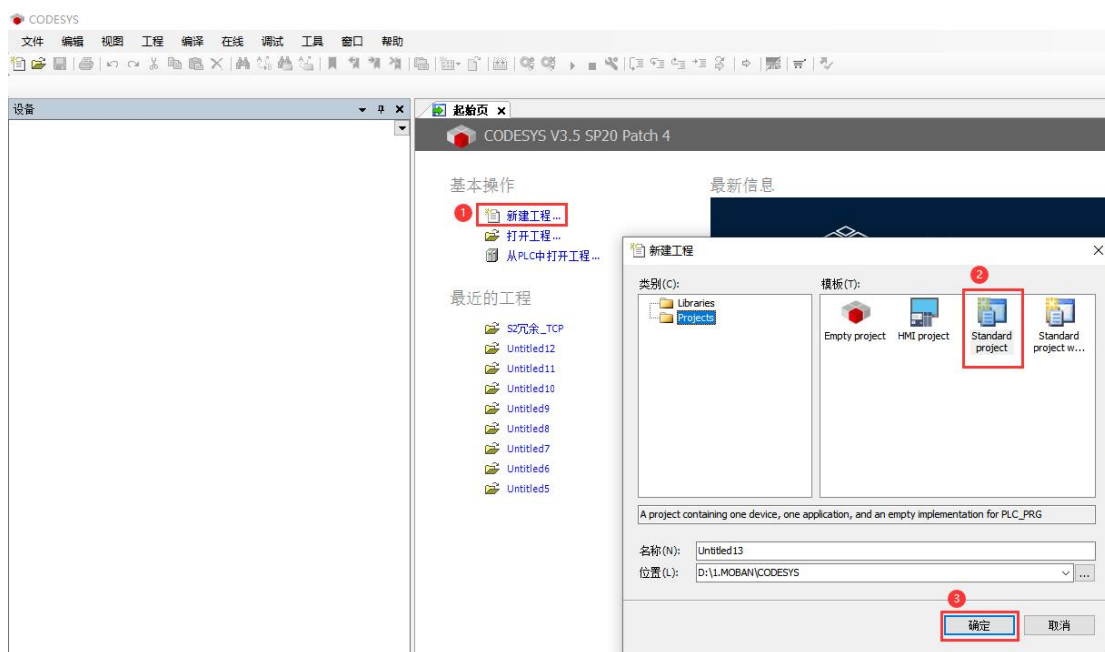 CODESYS
文件 编辑 视图 工程 编译 在线 调试 工具 窗口 帮助
设备
起始页
CODESYS V3.5 SP20 Patch 4
基本操作
最新信息
1
新建工程...
打开工程...
从PLC中打开工程...
最近的工程
S2冗余_TCP
Untitled12
Untitled11
Untitled10
Untitled9
Untitled8
Untitled7
Untitled6
Untitled5
新建工程
类别(C):
模板(T):
2
Libraries
Projects
Empty project
HMI project
Standard project
Standard project w...
A project containing one device, one application, and an empty implementation for PLC_PRG
名称(N): Untitled13
位置(L): D:\1.MOBAN\CODESYS
...
3
确定 取消